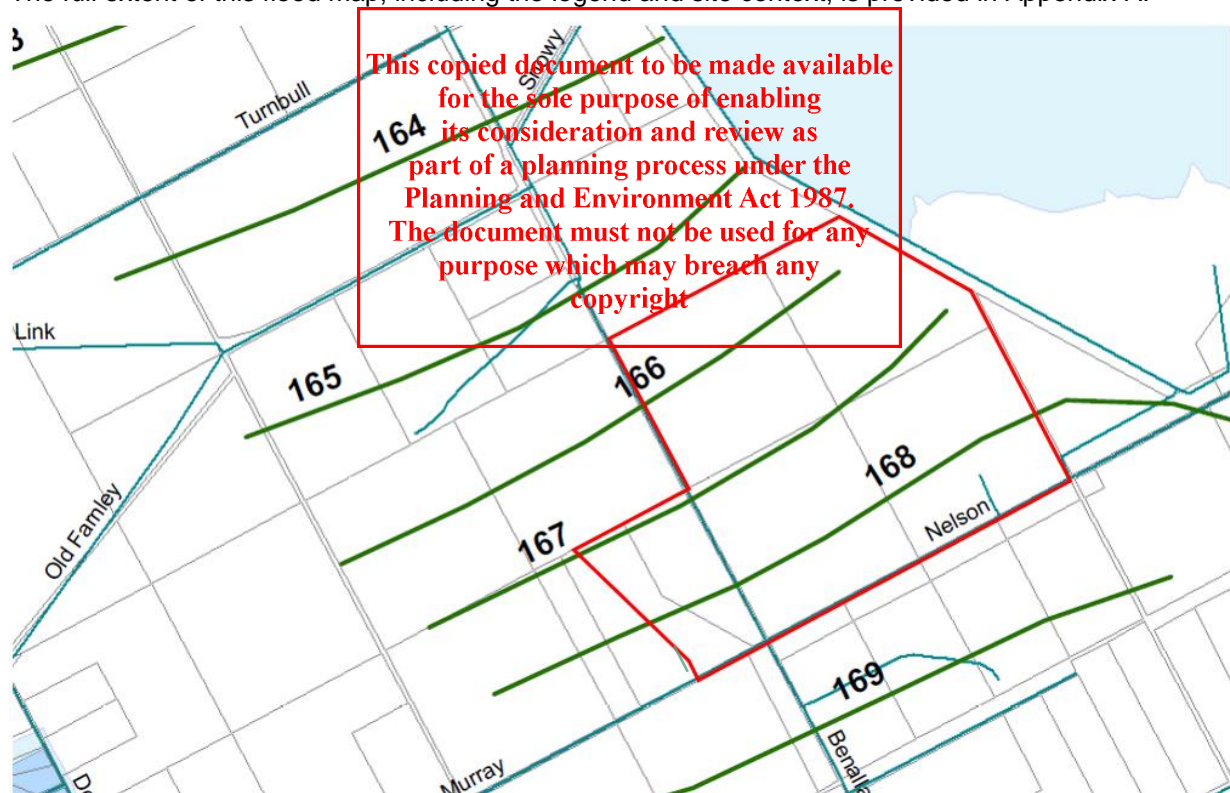 3
Turnbull
164
Snowy
This copied document to be made available
for the sole purpose of enabling
its consideration and review as
part of a planning process under the
Planning and Environment Act 1987.
The document must not be used for any
purpose which may breach any
copyright
Link
165
166
Old Famley
167
168
Nelson
169
Murray